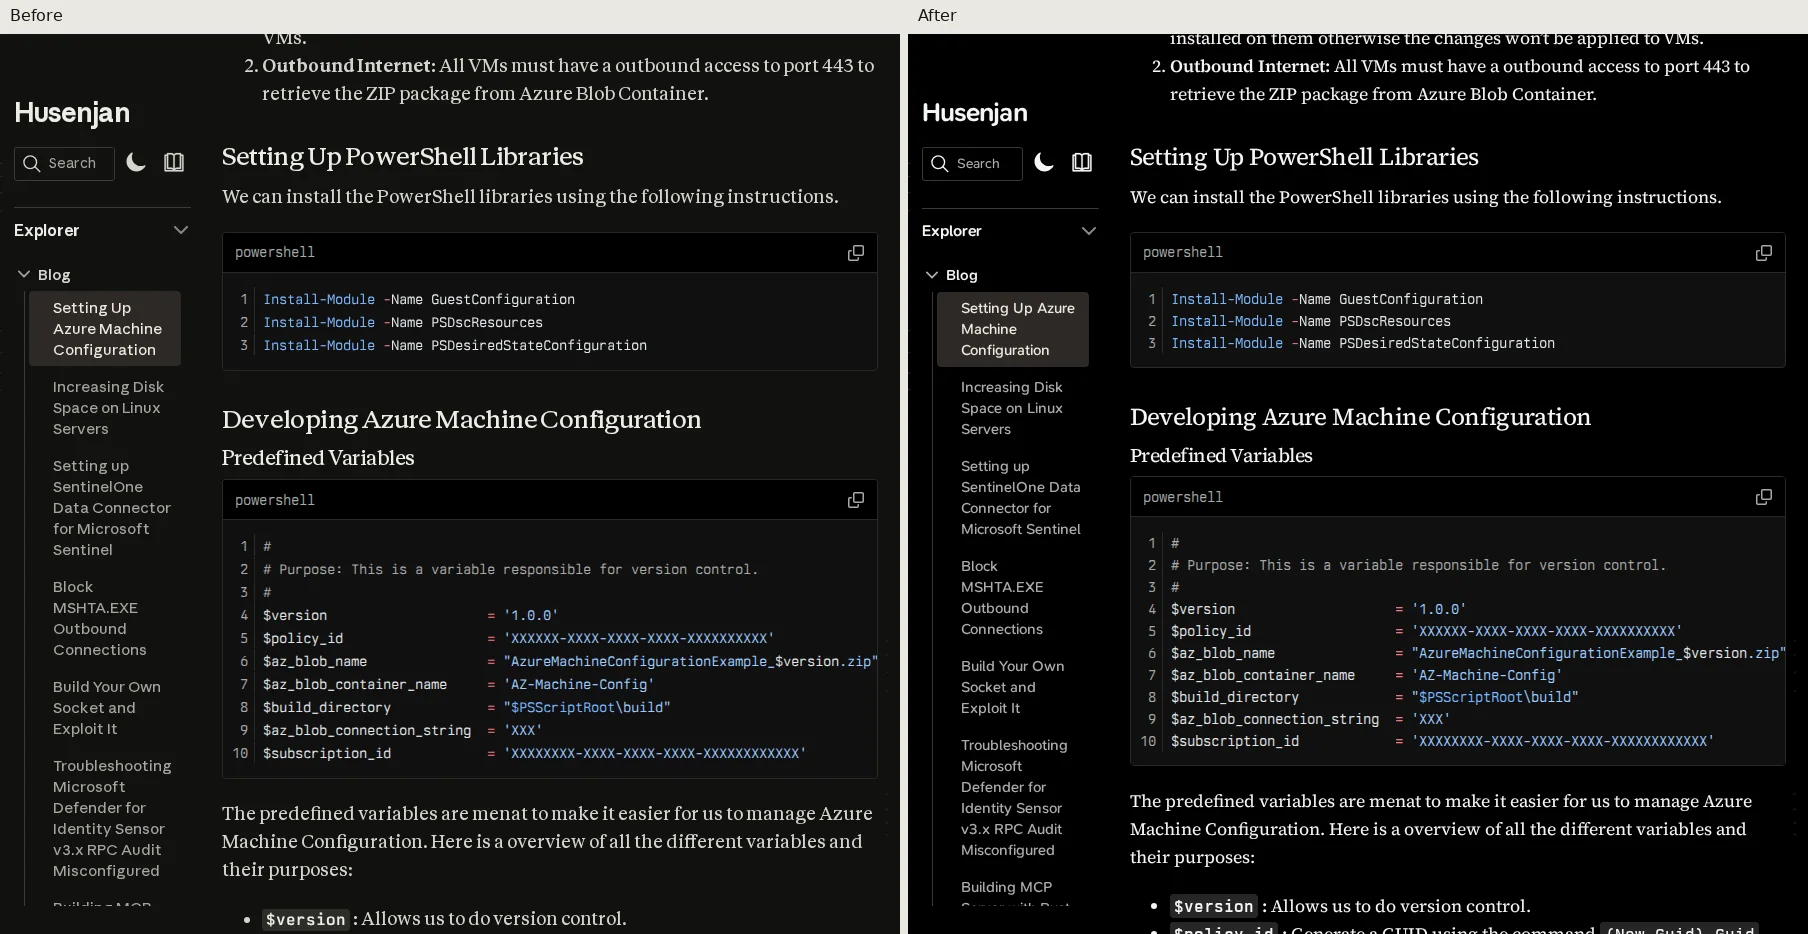 Before
VMs.
2. Outbound Internet: All VMs must have a outbound access to port 443 to
retrieve the ZIP package from Azure Blob Container.
Husenjan
Search
Explorer
Blog
Setting Up
Azure Machine
Configuration
Increasing Disk
Space on Linux
Servers
Setting up
SentinelOne
Data Connector
for Microsoft
Sentinel
Block
MSHTA.EXE
Outbound
Connections
Build Your Own
Socket and
Exploit It
Troubleshooting
Microsoft
Defender for
Identity Sensor
v3.x RPC Audit
Misconfigured
Building MCP
Setting Up PowerShell Libraries
We can install the PowerShell libraries using the following instructions.
powershell
1 Install-Module -Name GuestConfiguration
2 Install-Module -Name PSDscResources
3 Install-Module -Name PSDesiredStateConfiguration
Developing Azure Machine Configuration
Predefined Variables
powershell
1 #
2 # Purpose: This is a variable responsible for version control.
3 #
4 $version = '1.0.0'
5 $policy_id = 'XXXXXX-XXXX-XXXX-XXXX-XXXXXXXXXX'
6 $az_blob_name = "AzureMachineConfigurationExample_$version.zip"
7 $az_blob_container_name = 'AZ-Machine-Config'
8 $build_directory = "$PSScriptRoot\build"
9 $az_blob_connection_string = 'XXX'
10 $subscription_id = 'XXXXXXXX-XXXX-XXXX-XXXX-XXXXXXXXXXXX'
The predefined variables are menat to make it easier for us to manage Azure
Machine Configuration. Here is a overview of all the different variables and
their purposes:
• $version : Allows us to do version control.
After
installed on them otherwise the changes won't be applied to VMs.
2. Outbound Internet: All VMs must have a outbound access to port 443 to
retrieve the ZIP package from Azure Blob Container.
Husenjan
Search
Explorer
Blog
Setting Up Azure
Machine
Configuration
Increasing Disk
Space on Linux
Servers
Setting up
SentinelOne Data
Connector for
Microsoft Sentinel
Block
MSHTA.EXE
Outbound
Connections
Build Your Own
Socket and
Exploit It
Troubleshooting
Microsoft
Defender for
Identity Sensor
v3.x RPC Audit
Misconfigured
Building MCP
Server with Rust
Setting Up PowerShell Libraries
We can install the PowerShell libraries using the following instructions.
powershell
1 Install-Module -Name GuestConfiguration
2 Install-Module -Name PSDscResources
3 Install-Module -Name PSDesiredStateConfiguration
Developing Azure Machine Configuration
Predefined Variables
powershell
1 #
2 # Purpose: This is a variable responsible for version control.
3 #
4 $version = '1.0.0'
5 $policy_id = 'XXXXXX-XXXX-XXXX-XXXX-XXXXXXXXXX'
6 $az_blob_name = "AzureMachineConfigurationExample_$version.zip"
7 $az_blob_container_name = 'AZ-Machine-Config'
8 $build_directory = "$PSScriptRoot\build"
9 $az_blob_connection_string = 'XXX'
10 $subscription_id = 'XXXXXXXX-XXXX-XXXX-XXXX-XXXXXXXXXXXX'
The predefined variables are menat to make it easier for us to manage Azure
Machine Configuration. Here is a overview of all the different variables and
their purposes:
• $version : Allows us to do version control.
• $policy_id : Generate a GUID using the command (New-Guid).Guid